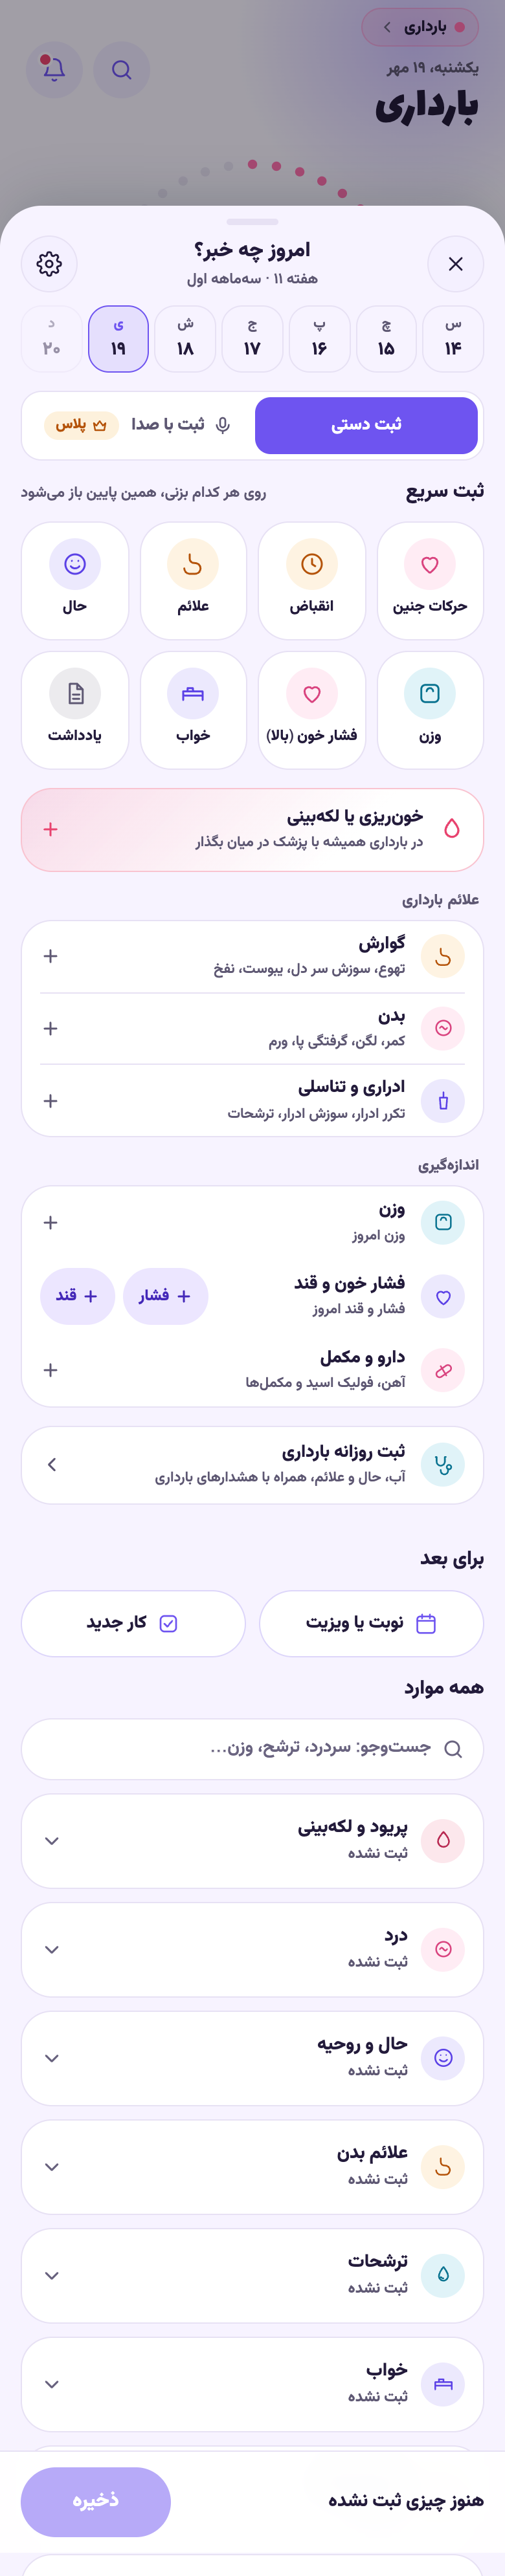 بارداری
یکشنبه، ۱۹ مهر
بارداری
امروز چه خبر؟
هفته ۱۱ · سه‌ماهه اول
س
۱۴
چ
۱۵
پ
۱۶
ج
۱۷
ش
۱۸
ی
۱۹
د
۲۰
ثبت دستی
ثبت با صدا
پلاس
ثبت سریع
روی هر کدام بزنی، همین پایین باز می‌شود
حرکات جنین
انقباض
علائم
حال
وزن
فشار خون (بالا)
خواب
یادداشت
خون‌ریزی یا لکه‌بینی
در بارداری همیشه با پزشک در میان بگذار
علائم بارداری
گوارش
تهوع، سوزش سر دل، یبوست، نفخ
بدن
کمر، لگن، گرفتگی پا، ورم
ادراری و تناسلی
تکرر ادرار، سوزش ادرار، ترشحات
اندازه‌گیری
وزن
وزن امروز
فشار خون و قند
فشار و قند امروز
فشار
قند
دارو و مکمل
آهن، فولیک اسید و مکمل‌ها
ثبت روزانه بارداری
آب، حال و علائم، همراه با هشدارهای بارداری
برای بعد
نوبت یا ویزیت
کار جدید
همه موارد
جست‌وجو: سردرد، ترشح، وزن…
پریود و لکه‌بینی
ثبت نشده
درد
ثبت نشده
حال و روحیه
ثبت نشده
علائم بدن
ثبت نشده
ترشحات
ثبت نشده
خواب
ثبت نشده
هنوز چیزی ثبت نشده
ذخیره